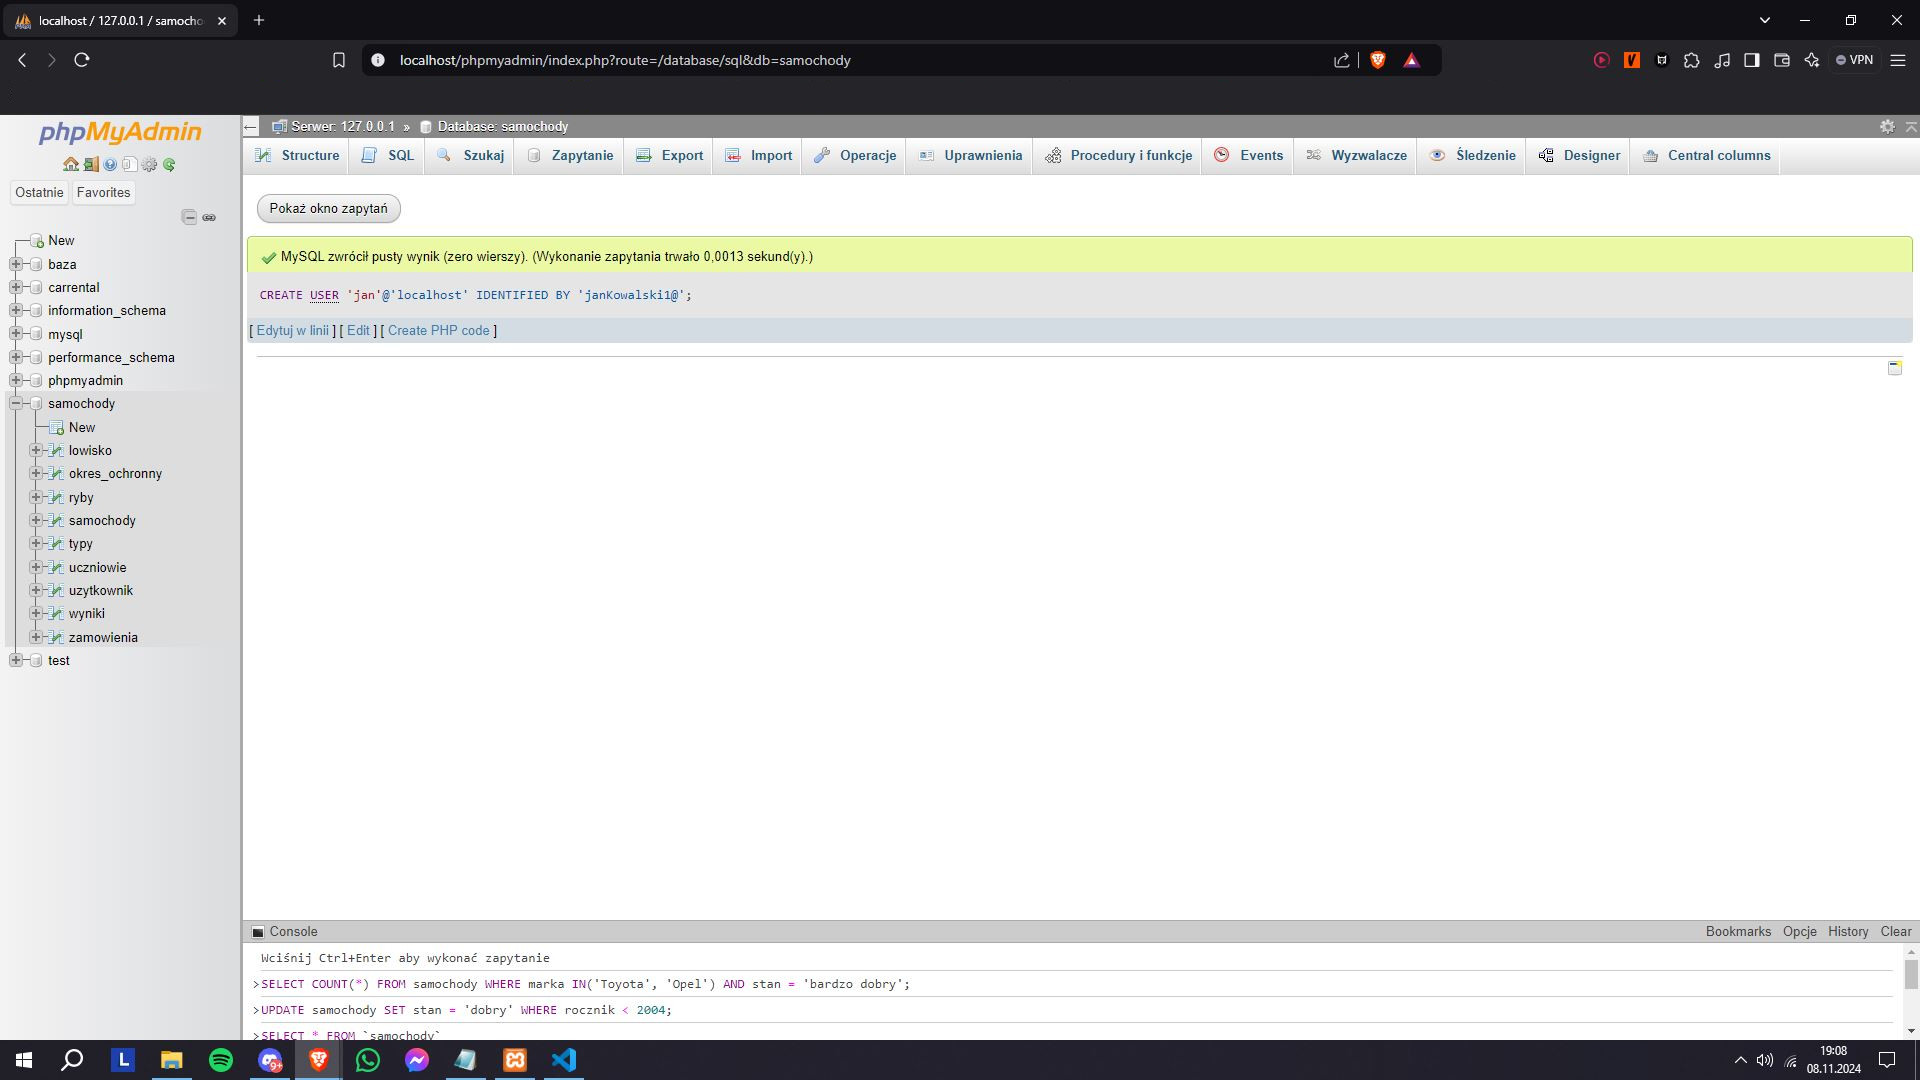 localhost / 127.0.0.1 / samocho
localhost/phpmyadmin/index.php?route=/database/sql&db=samochody
VPN
phpMyAdmin
Ostatnie
Favorites
New
baza
carrental
information_schema
mysql
performance_schema
phpmyadmin
samochody
New
lowisko
okres_ochronny
ryby
samochody
typy
uczniowie
uzytkownik
wyniki
zamowienia
test
Serwer: 127.0.0.1 » Database: samochody
Structure SQL Szukaj Zapytanie Export Import Operacje Uprawnienia Procedury i funkcje Events Wyzwalacze Śledzenie Designer Central columns
Pokaż okno zapytań
MySQL zwrócił pusty wynik (zero wierszy). (Wykonanie zapytania trwało 0,0013 sekund(y).)
CREATE USER 'jan'@'localhost' IDENTIFIED BY 'janKowalski1@';
[ Edytuj w linii ] [ Edit ] [ Create PHP code ]
Console
Bookmarks Opcje History Clear
Wciśnij Ctrl+Enter aby wykonać zapytanie
>SELECT COUNT(*) FROM samochody WHERE marka IN('Toyota', 'Opel') AND stan = 'bardzo dobry';
>UPDATE samochody SET stan = 'dobry' WHERE rocznik < 2004;
>SELECT * FROM `samochody`
L
9+
19:08
08.11.2024